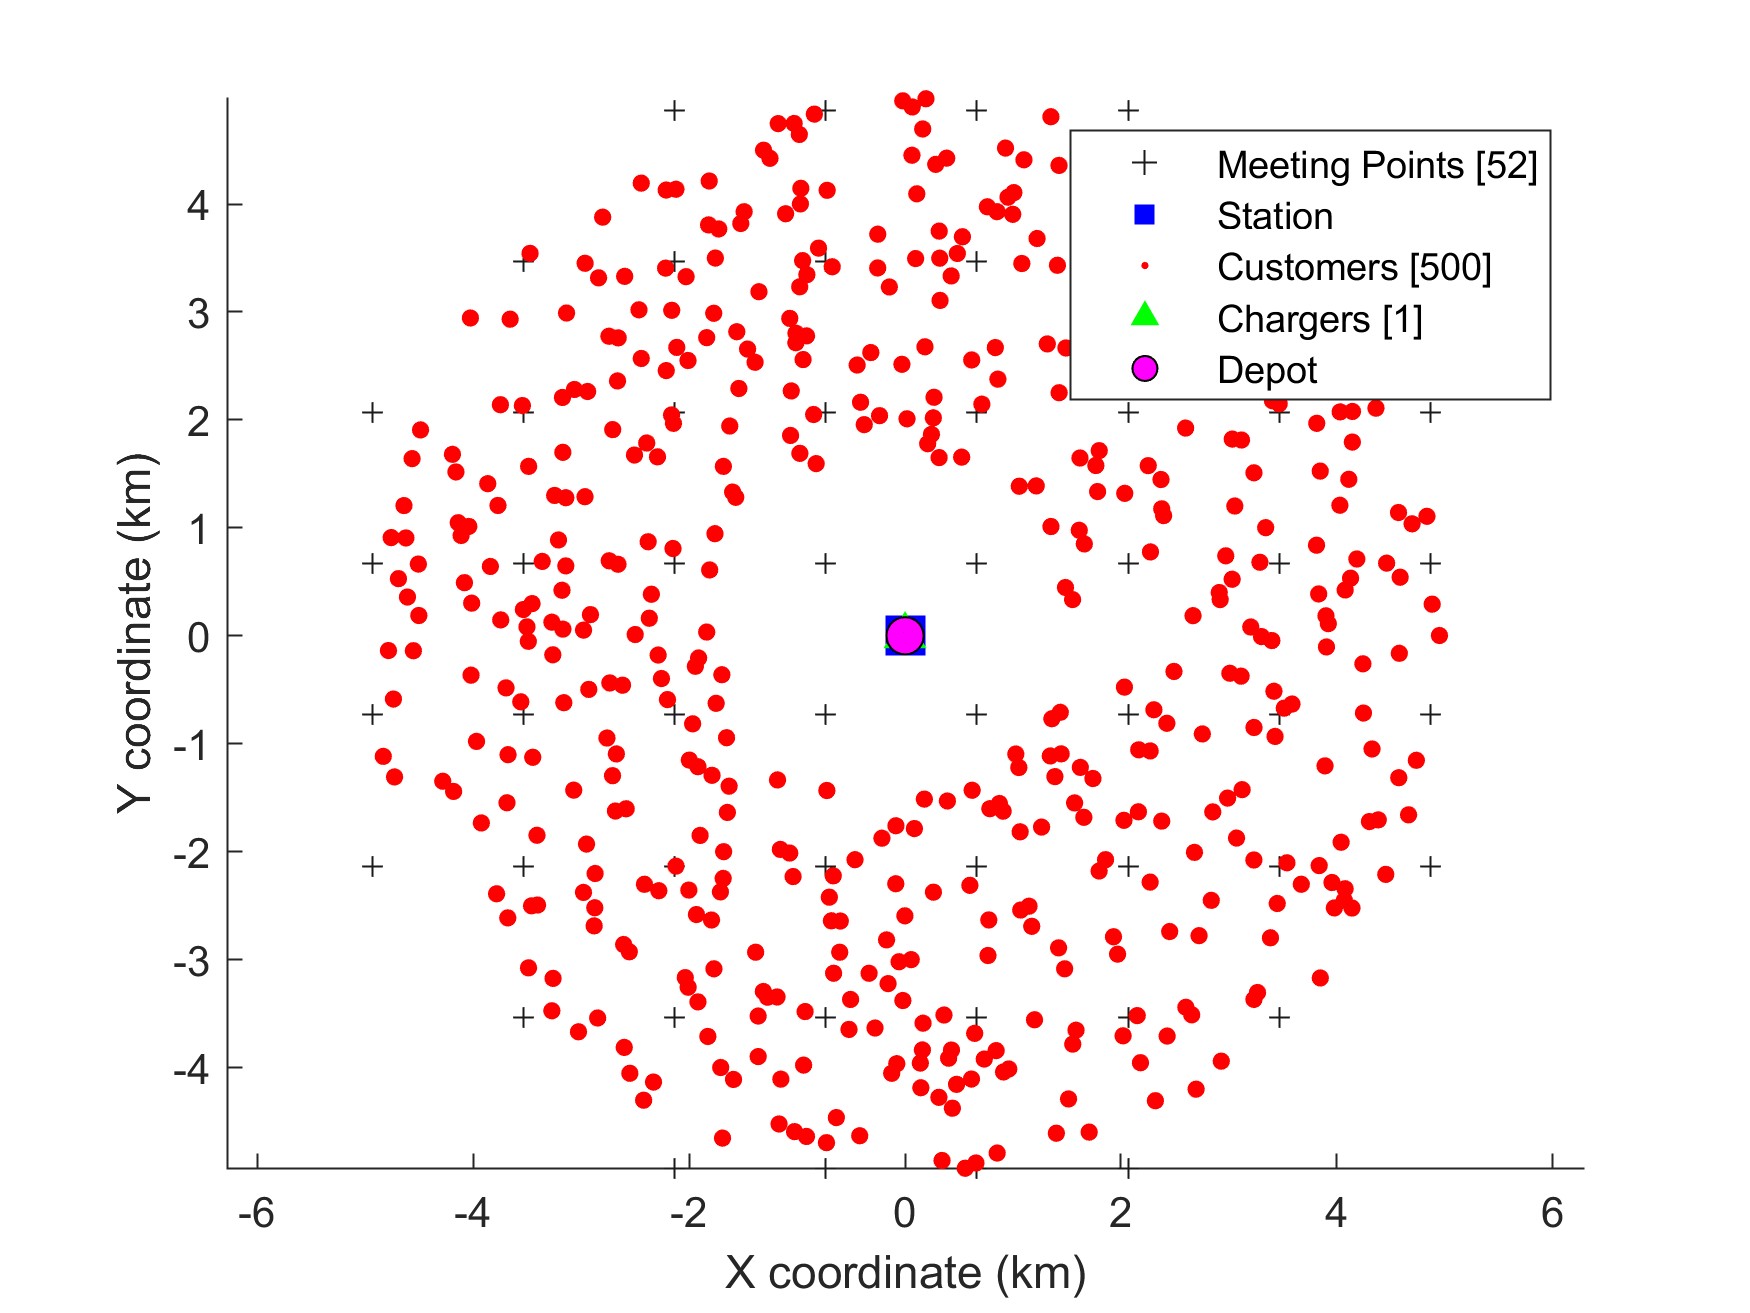 Meeting Points [52]
Station
Customers [500]
Chargers [1]
Depot
Y coordinate (km)
4
3
2
1
0
-1
-2
-3
-4
-6
-4
-2
0
2
4
6
X coordinate (km)